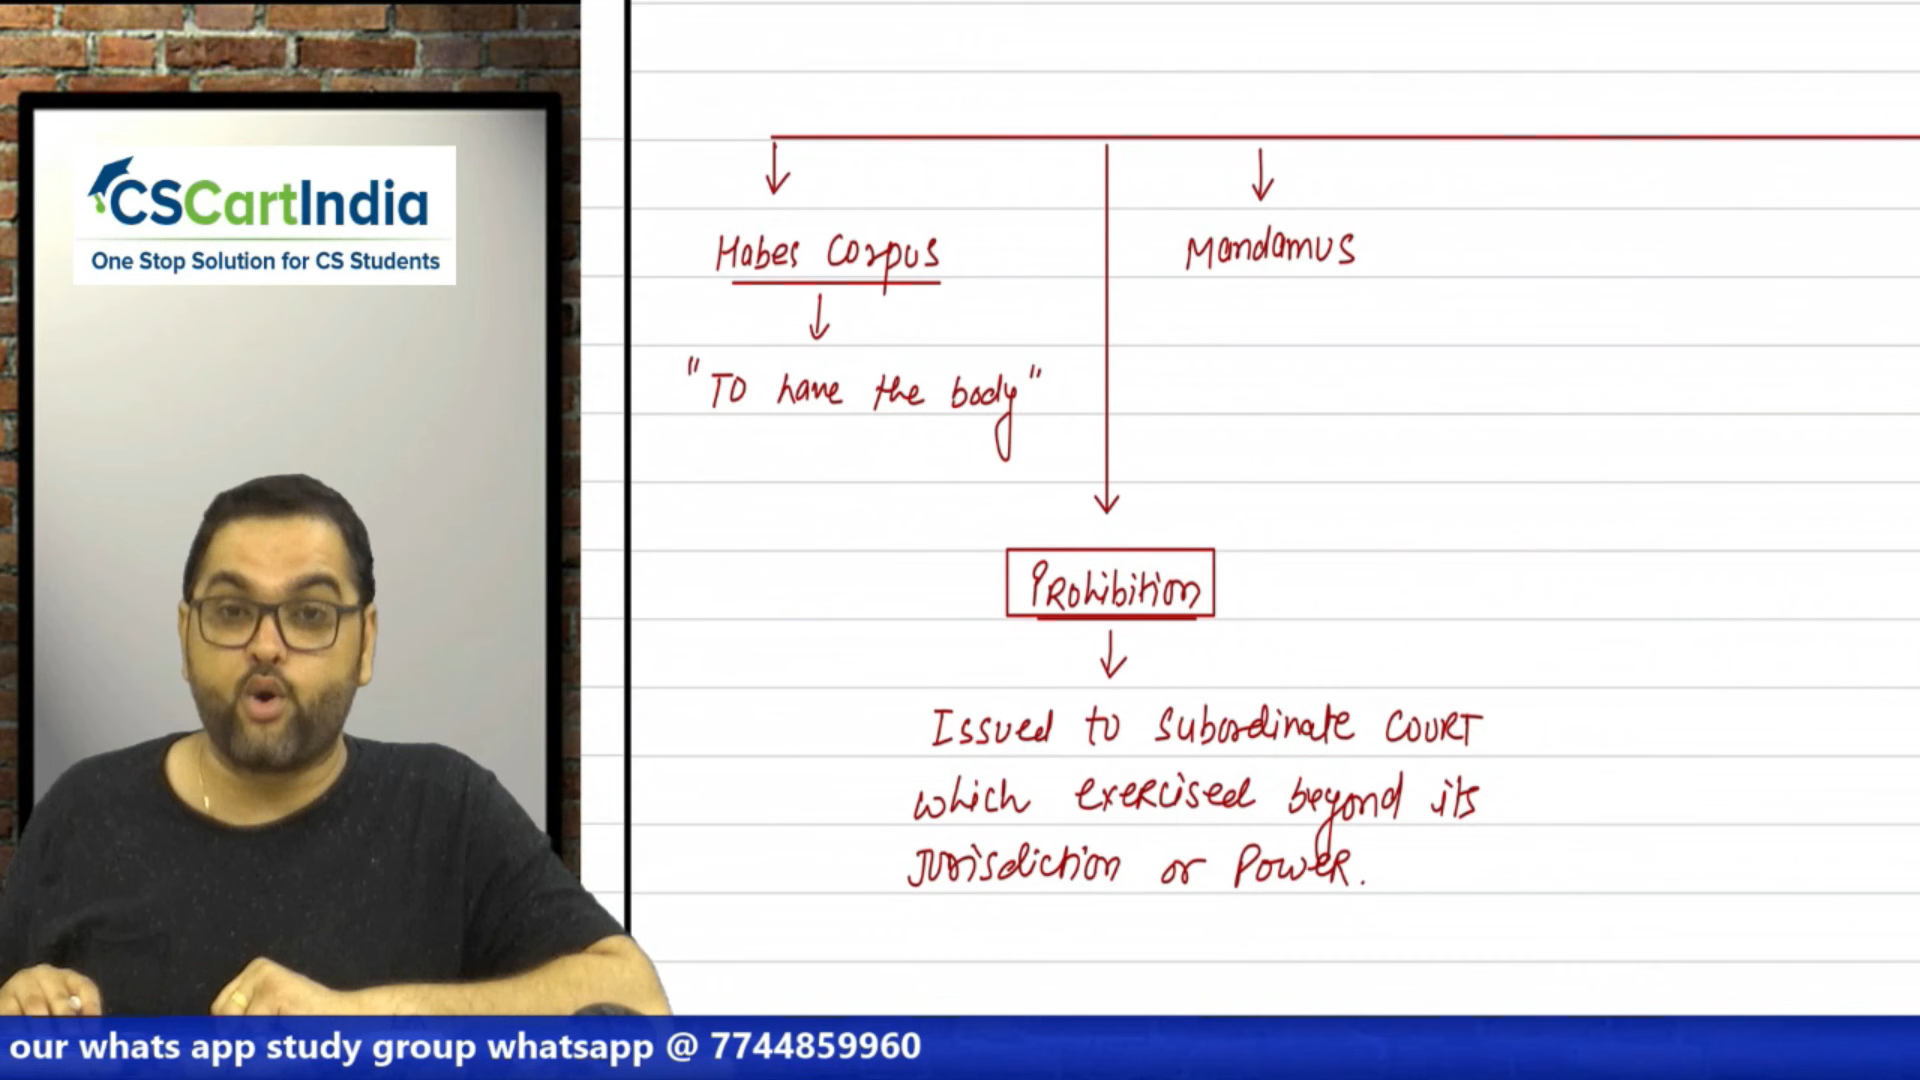 CSCartIndia
One Stop Solution for CS Students
Habes Corpus
Mandamus
"To have the body"
Prohibition
Issued to Subordinate Court
which exercised beyond its
Jurisdiction or Power.
our whats app study group whatsapp @ 7744859960